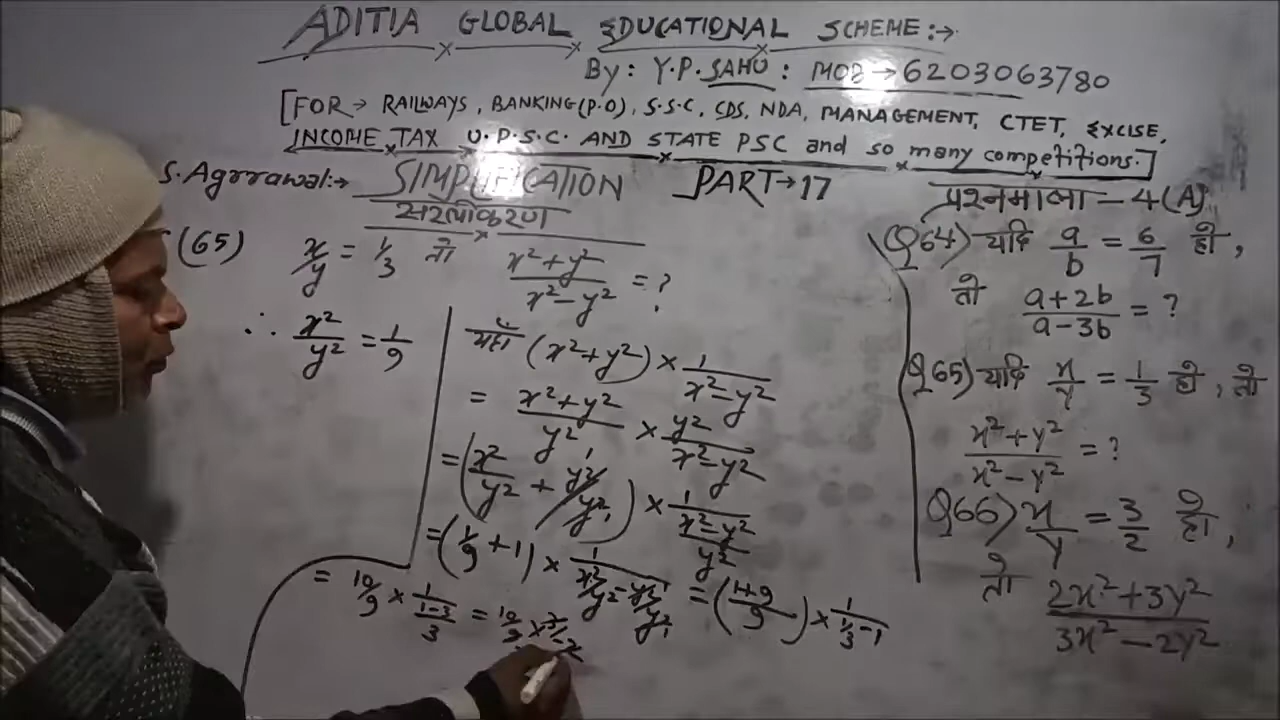 ADITIA GLOBAL EDUCATIONAL SCHEME:→
By: Y.P. SAHU: MOB→6203063780
[FOR→ RAILWAYS, BANKING(P.O), S.S.C, CDS, NDA, MANAGEMENT, CTET, EXCISE,
INCOME TAX U.P.S.C. AND STATE PSC and so many competitions.]
S. Agrrawal:→ SIMPLIFICATION PART→17
सरलीकरण
(65) x/y = 1/3 तो (x²+y²)/(x²-y²) = ?
∴ x²/y² = 1/9
यहाँ (x²+y²) × 1/(x²-y²)
= (x²+y²)/y² × y²/(x²-y²)
= (x²/y² + y²/y²) × 1/((x²-y²)/y²)
= (1/9 + 1) × 1/(x²/y² - y²/y²) = ((1+9)/9) × 1/(1/3 - 1)
= 10/9 × 1/((1-3)/3) = 10/9 × 3/-2
प्रश्नमाला - 4(A)
Q64) यदि a/b = 6/7 हो,
तो (a+2b)/(a-3b) = ?
Q65) यदि x/y = 1/3 हो, तो
(x²+y²)/(x²-y²) = ?
Q66) x/y = 3/2 हो,
तो (2x²+3y²)/(3x²-2y²)